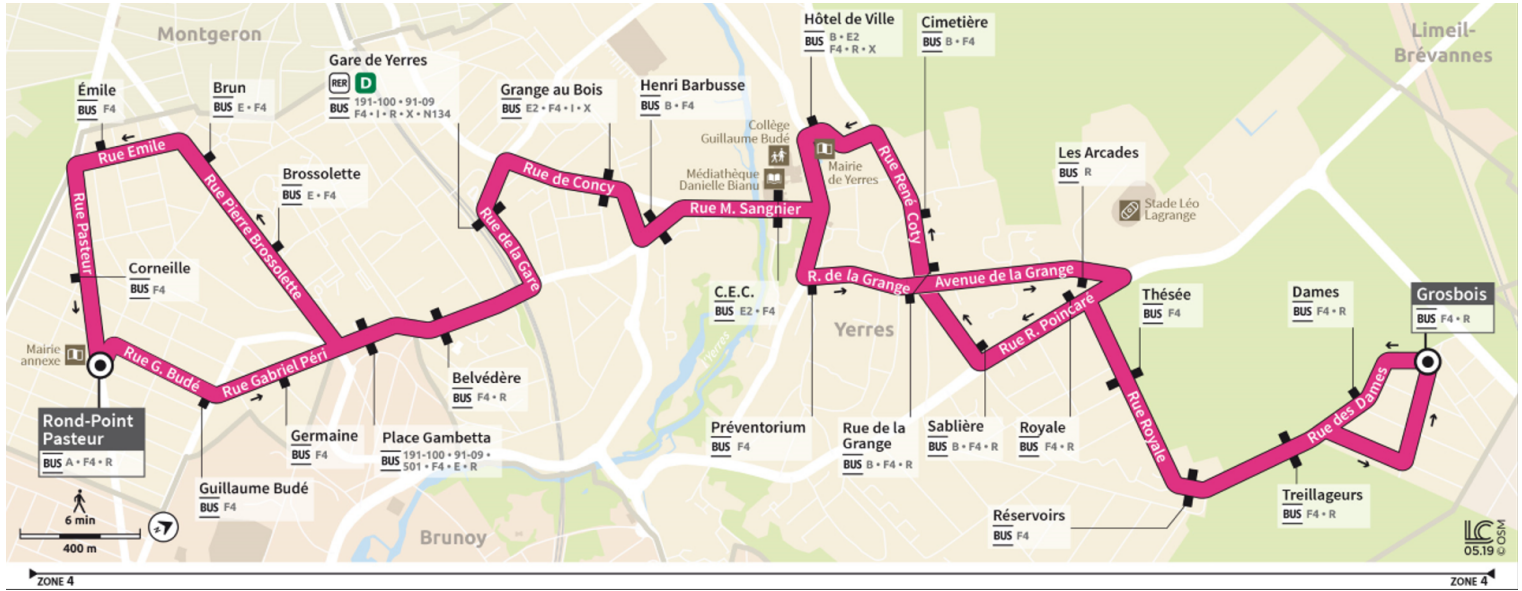 Montgeron
Émile
BUS F4
Brun
BUS E • F4
Gare de Yerres
RER D
BUS 191-100 • 91-09
F4 • I • R • X • N134
Grange au Bois
BUS E2 • F4 • I • X
Henri Barbusse
BUS B • F4
Hôtel de Ville
BUS B • E2
F4 • R • X
Cimetière
BUS B • F4
Limeil-
Brévannes
Collège
Guillaume Budé
Médiathèque
Danielle Bianu
Mairie
de Yerres
Les Arcades
BUS R
Stade Léo
Lagrange
Brossolette
BUS E • F4
Rue Emile
Rue Pasteur
Rue Pierre Brossolette
Rue de Concy
Rue de la Gare
Rue M. Sangnier
Rue René Coty
R. de la Grange
Avenue de la Grange
Rue R. Poincaré
Corneille
BUS F4
C.E.C.
BUS E2 • F4
Yerres
l'Yerres
Thésée
BUS F4
Dames
BUS F4 • R
Grosbois
BUS F4 • R
Mairie
annexe
Rue G. Budé
Rue Gabriel Péri
Rue Royale
Rue des Dames
Belvédère
BUS F4 • R
Rond-Point
Pasteur
BUS A • F4 • R
Germaine
BUS F4
Place Gambetta
BUS 191-100 • 91-09 •
501 • F4 • E • R
Préventorium
BUS F4
Rue de la
Grange
BUS B • F4 • R
Sablière
BUS B • F4 • R
Royale
BUS F4 • R
Guillaume Budé
BUS F4
Treillageurs
BUS F4 • R
Réservoirs
BUS F4
Brunoy
6 min
400 m
N
LC
05.19 © OSM
ZONE 4
ZONE 4